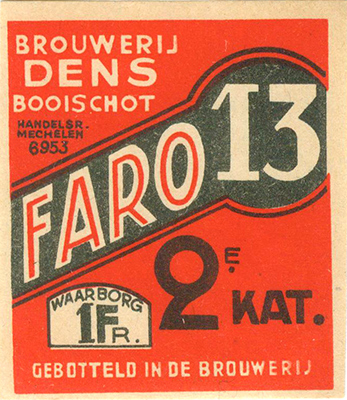 BROUWERIJ
DENS
BOOISCHOT
HANDELSR.
MECHELEN
6953
FARO 13
2E. KAT.
WAARBORG
1FR.
GEBOTTELD IN DE BROUWERIJ